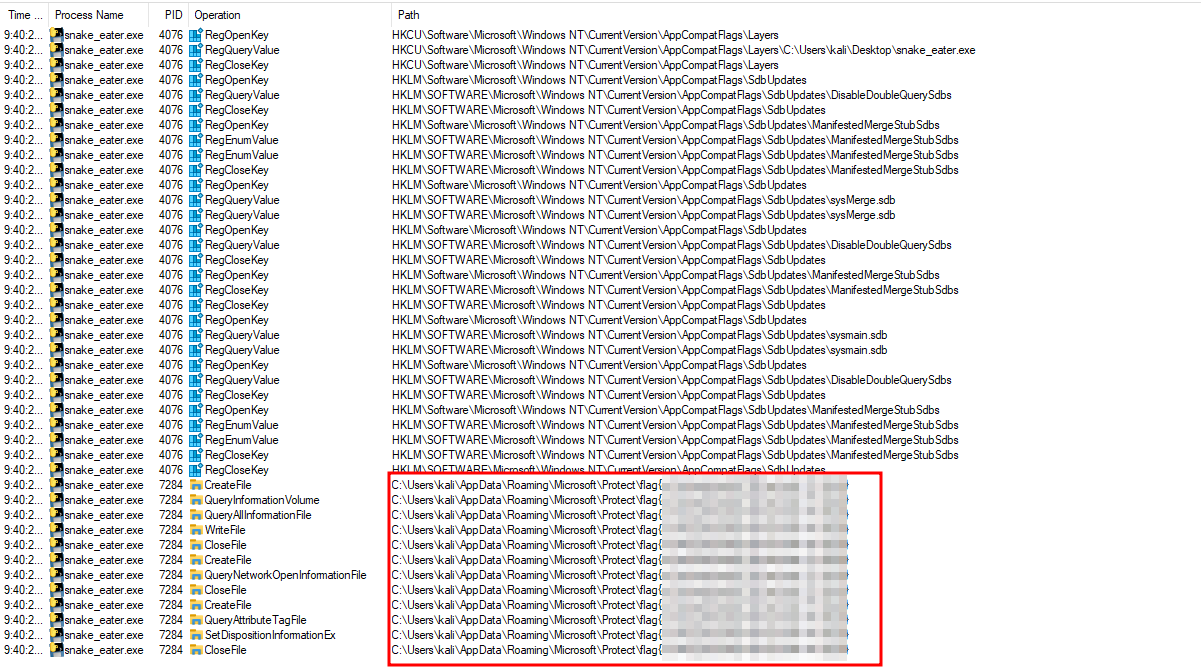 Time ... Process Name PID Operation Path
9:40:2... snake_eater.exe 4076 RegOpenKey HKCU\Software\Microsoft\Windows NT\CurrentVersion\AppCompatFlags\Layers
9:40:2... snake_eater.exe 4076 RegQueryValue HKCU\Software\Microsoft\Windows NT\CurrentVersion\AppCompatFlags\Layers\C:\Users\kali\Desktop\snake_eater.exe
9:40:2... snake_eater.exe 4076 RegCloseKey HKCU\Software\Microsoft\Windows NT\CurrentVersion\AppCompatFlags\Layers
9:40:2... snake_eater.exe 4076 RegOpenKey HKLM\Software\Microsoft\Windows NT\CurrentVersion\AppCompatFlags\SdbUpdates
9:40:2... snake_eater.exe 4076 RegQueryValue HKLM\SOFTWARE\Microsoft\Windows NT\CurrentVersion\AppCompatFlags\SdbUpdates\DisableDoubleQuerySdbs
9:40:2... snake_eater.exe 4076 RegCloseKey HKLM\SOFTWARE\Microsoft\Windows NT\CurrentVersion\AppCompatFlags\SdbUpdates
9:40:2... snake_eater.exe 4076 RegOpenKey HKLM\Software\Microsoft\Windows NT\CurrentVersion\AppCompatFlags\SdbUpdates\ManifestedMergeStubSdbs
9:40:2... snake_eater.exe 4076 RegEnumValue HKLM\SOFTWARE\Microsoft\Windows NT\CurrentVersion\AppCompatFlags\SdbUpdates\ManifestedMergeStubSdbs
9:40:2... snake_eater.exe 4076 RegEnumValue HKLM\SOFTWARE\Microsoft\Windows NT\CurrentVersion\AppCompatFlags\SdbUpdates\ManifestedMergeStubSdbs
9:40:2... snake_eater.exe 4076 RegCloseKey HKLM\SOFTWARE\Microsoft\Windows NT\CurrentVersion\AppCompatFlags\SdbUpdates\ManifestedMergeStubSdbs
9:40:2... snake_eater.exe 4076 RegOpenKey HKLM\Software\Microsoft\Windows NT\CurrentVersion\AppCompatFlags\SdbUpdates
9:40:2... snake_eater.exe 4076 RegQueryValue HKLM\SOFTWARE\Microsoft\Windows NT\CurrentVersion\AppCompatFlags\SdbUpdates\sysMerge.sdb
9:40:2... snake_eater.exe 4076 RegQueryValue HKLM\SOFTWARE\Microsoft\Windows NT\CurrentVersion\AppCompatFlags\SdbUpdates\sysMerge.sdb
9:40:2... snake_eater.exe 4076 RegOpenKey HKLM\Software\Microsoft\Windows NT\CurrentVersion\AppCompatFlags\SdbUpdates
9:40:2... snake_eater.exe 4076 RegQueryValue HKLM\SOFTWARE\Microsoft\Windows NT\CurrentVersion\AppCompatFlags\SdbUpdates\DisableDoubleQuerySdbs
9:40:2... snake_eater.exe 4076 RegCloseKey HKLM\SOFTWARE\Microsoft\Windows NT\CurrentVersion\AppCompatFlags\SdbUpdates
9:40:2... snake_eater.exe 4076 RegOpenKey HKLM\Software\Microsoft\Windows NT\CurrentVersion\AppCompatFlags\SdbUpdates\ManifestedMergeStubSdbs
9:40:2... snake_eater.exe 4076 RegCloseKey HKLM\SOFTWARE\Microsoft\Windows NT\CurrentVersion\AppCompatFlags\SdbUpdates\ManifestedMergeStubSdbs
9:40:2... snake_eater.exe 4076 RegCloseKey HKLM\SOFTWARE\Microsoft\Windows NT\CurrentVersion\AppCompatFlags\SdbUpdates
9:40:2... snake_eater.exe 4076 RegOpenKey HKLM\Software\Microsoft\Windows NT\CurrentVersion\AppCompatFlags\SdbUpdates
9:40:2... snake_eater.exe 4076 RegQueryValue HKLM\SOFTWARE\Microsoft\Windows NT\CurrentVersion\AppCompatFlags\SdbUpdates\sysmain.sdb
9:40:2... snake_eater.exe 4076 RegQueryValue HKLM\SOFTWARE\Microsoft\Windows NT\CurrentVersion\AppCompatFlags\SdbUpdates\sysmain.sdb
9:40:2... snake_eater.exe 4076 RegOpenKey HKLM\Software\Microsoft\Windows NT\CurrentVersion\AppCompatFlags\SdbUpdates
9:40:2... snake_eater.exe 4076 RegQueryValue HKLM\SOFTWARE\Microsoft\Windows NT\CurrentVersion\AppCompatFlags\SdbUpdates\DisableDoubleQuerySdbs
9:40:2... snake_eater.exe 4076 RegCloseKey HKLM\SOFTWARE\Microsoft\Windows NT\CurrentVersion\AppCompatFlags\SdbUpdates
9:40:2... snake_eater.exe 4076 RegOpenKey HKLM\Software\Microsoft\Windows NT\CurrentVersion\AppCompatFlags\SdbUpdates\ManifestedMergeStubSdbs
9:40:2... snake_eater.exe 4076 RegEnumValue HKLM\SOFTWARE\Microsoft\Windows NT\CurrentVersion\AppCompatFlags\SdbUpdates\ManifestedMergeStubSdbs
9:40:2... snake_eater.exe 4076 RegEnumValue HKLM\SOFTWARE\Microsoft\Windows NT\CurrentVersion\AppCompatFlags\SdbUpdates\ManifestedMergeStubSdbs
9:40:2... snake_eater.exe 4076 RegCloseKey HKLM\SOFTWARE\Microsoft\Windows NT\CurrentVersion\AppCompatFlags\SdbUpdates\ManifestedMergeStubSdbs
9:40:2... snake_eater.exe 4076 RegCloseKey HKLM\SOFTWARE\Microsoft\Windows NT\CurrentVersion\AppCompatFlags\SdbUpdates
9:40:2... snake_eater.exe 7284 CreateFile C:\Users\kali\AppData\Roaming\Microsoft\Protect\flag{
9:40:2... snake_eater.exe 7284 QueryInformationVolume C:\Users\kali\AppData\Roaming\Microsoft\Protect\flag{
9:40:2... snake_eater.exe 7284 QueryAllInformationFile C:\Users\kali\AppData\Roaming\Microsoft\Protect\flag{
9:40:2... snake_eater.exe 7284 WriteFile C:\Users\kali\AppData\Roaming\Microsoft\Protect\flag{
9:40:2... snake_eater.exe 7284 CloseFile C:\Users\kali\AppData\Roaming\Microsoft\Protect\flag{
9:40:2... snake_eater.exe 7284 CreateFile C:\Users\kali\AppData\Roaming\Microsoft\Protect\flag{
9:40:2... snake_eater.exe 7284 QueryNetworkOpenInformationFile C:\Users\kali\AppData\Roaming\Microsoft\Protect\flag{
9:40:2... snake_eater.exe 7284 CloseFile C:\Users\kali\AppData\Roaming\Microsoft\Protect\flag{
9:40:2... snake_eater.exe 7284 CreateFile C:\Users\kali\AppData\Roaming\Microsoft\Protect\flag{
9:40:2... snake_eater.exe 7284 QueryAttributeTagFile C:\Users\kali\AppData\Roaming\Microsoft\Protect\flag{
9:40:2... snake_eater.exe 7284 SetDispositionInformationEx C:\Users\kali\AppData\Roaming\Microsoft\Protect\flag{
9:40:2... snake_eater.exe 7284 CloseFile C:\Users\kali\AppData\Roaming\Microsoft\Protect\flag{